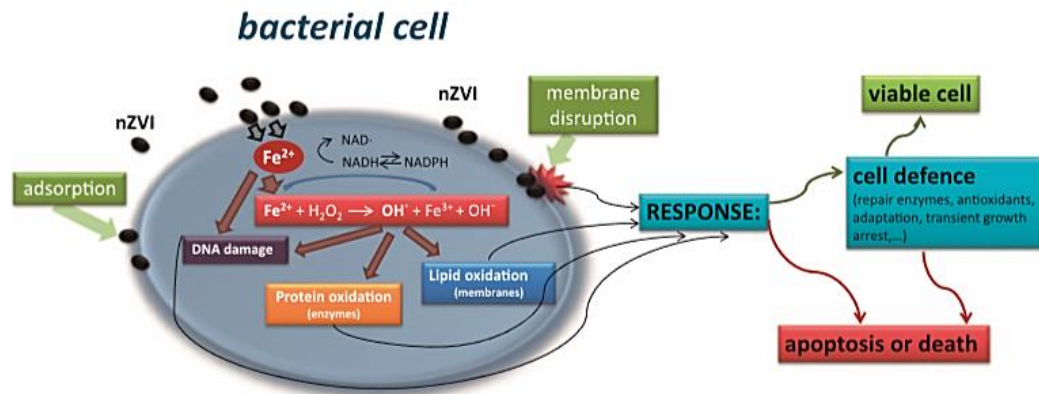 bacterial cell
nZVI
nZVI
membrane
disruption
viable cell
adsorption
Fe²⁺
NAD·
NADH⇌NADPH
Fe²⁺ + H₂O₂ → OH• + Fe³⁺ + OH⁻
DNA damage
Lipid oxidation
(membranes)
Protein oxidation
(enzymes)
RESPONSE:
cell defence
(repair enzymes, antioxidants,
adaptation, transient growth
arrest,...)
apoptosis or death